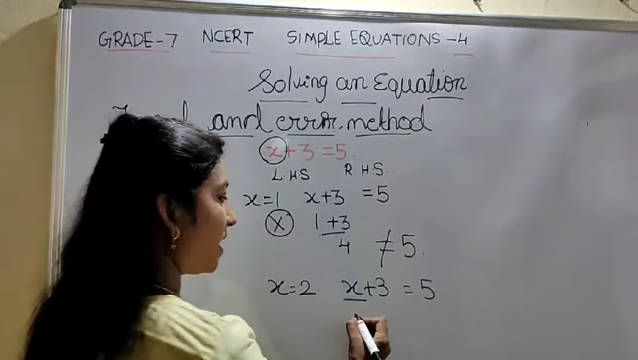 GRADE-7 NCERT SIMPLE EQUATIONS -4
Solving an Equation
and error method
x+3 =5.
L.HS R.H.S.
x=1 x+3 =5
X 1+3
4 ≠ 5.
x=2. x+3 = 5